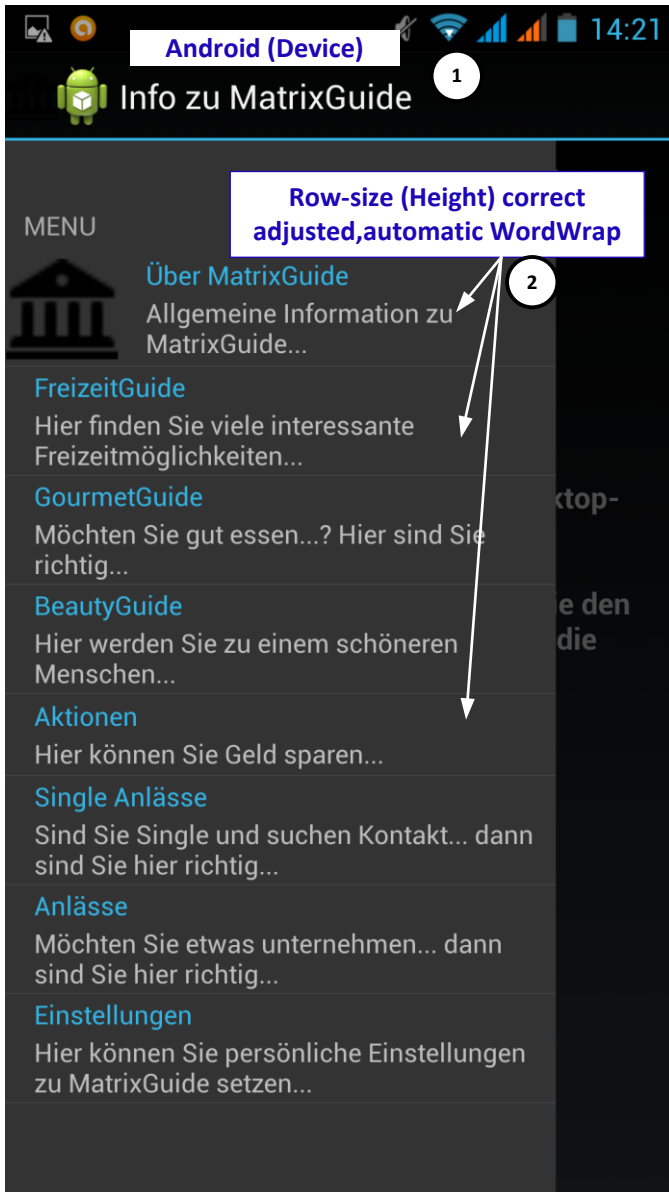 14:21
Android (Device)
1
Info zu MatrixGuide
Row-size (Height) correct
adjusted,automatic WordWrap
MENU
2
Über MatrixGuide
Allgemeine Information zu
MatrixGuide...
FreizeitGuide
Hier finden Sie viele interessante
Freizeitmöglichkeiten...
GourmetGuide
ktop-
Möchten Sie gut essen...? Hier sind Sie
richtig...
BeautyGuide
ie den
Hier werden Sie zu einem schöneren
die
Menschen...
Aktionen
Hier können Sie Geld sparen...
Single Anlässe
Sind Sie Single und suchen Kontakt... dann
sind Sie hier richtig...
Anlässe
Möchten Sie etwas unternehmen... dann
sind Sie hier richtig...
Einstellungen
Hier können Sie persönliche Einstellungen
zu MatrixGuide setzen...